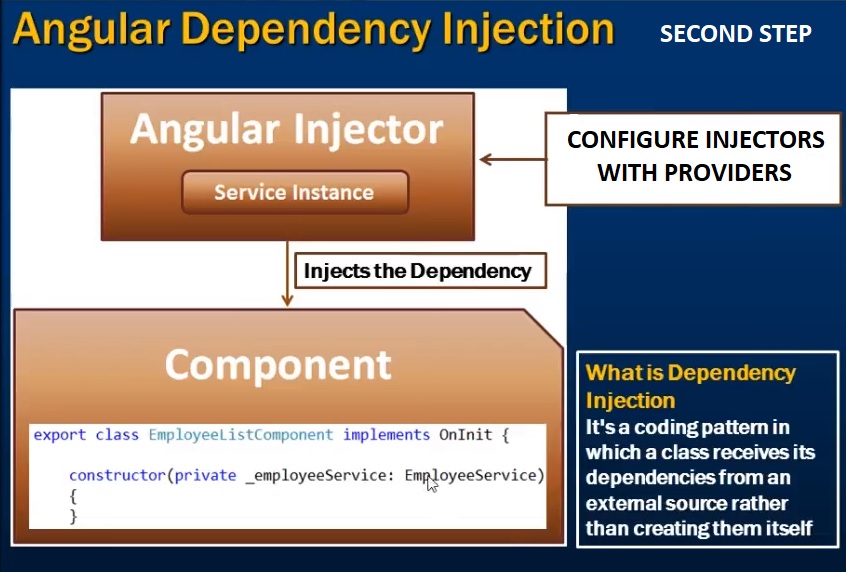 Angular Dependency Injection
SECOND STEP
Angular Injector
Service Instance
CONFIGURE INJECTORS
WITH PROVIDERS
Injects the Dependency
Component
export class EmployeeListComponent implements OnInit {
constructor(private _employeeService: EmployeeService)
{
}
What is Dependency
Injection
It's a coding pattern in
which a class receives its
dependencies from an
external source rather
than creating them itself